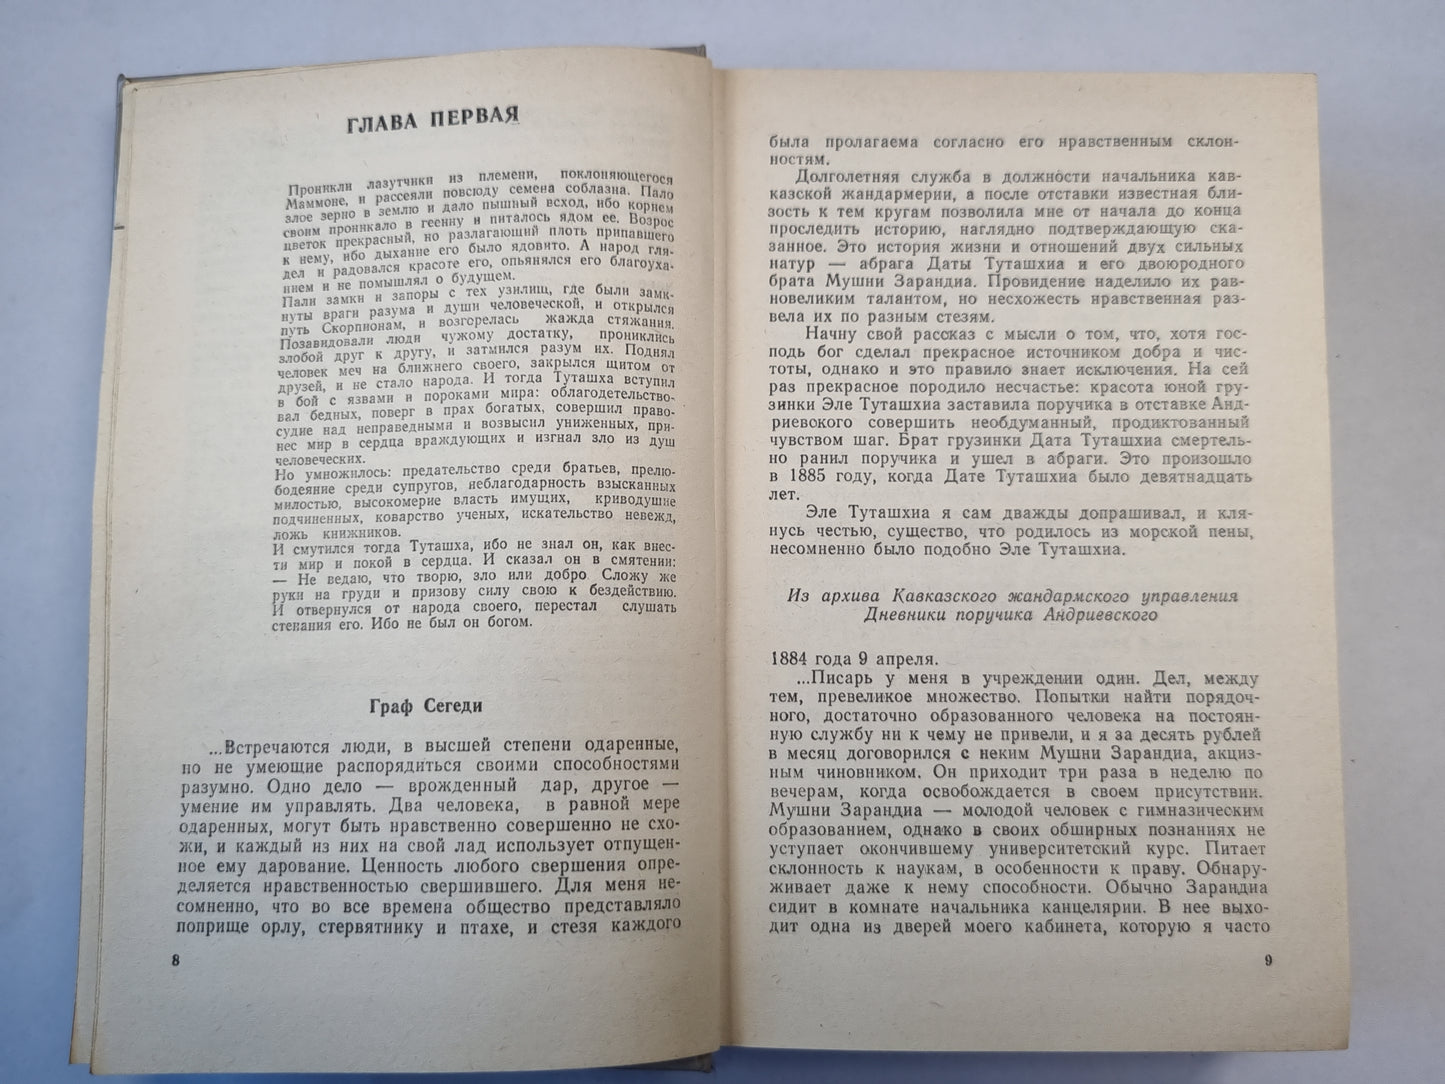 ГЛАВА ПЕРВАЯ
Проникли лазутчики из племени, поклоняющегося
Маммоне, и рассеяли повсюду семена соблазна. Пало
злое зерно в землю и дало пышный всход, ибо корнем
своим проникало в геенну и питалось ядом ее. Возрос
цветок прекрасный, но разлагающий плоть припавшего
к нему, ибо дыхание его было ядовито. А народ гля-
дел и радовался красоте его, опьянялся его благоуха-
нием и не помышлял о будущем.
Пали замки и запоры с тех узилищ, где были замк-
нуты враги разума и души человеческой, и открылся
путь Скорпионам, и возгорелась жажда стяжания.
Позавидовали люди чужому достатку, прониклись
злобой друг к другу, и затмился разум их. Поднял
человек меч на ближнего своего, закрылся щитом от
друзей, и не стало народа. И тогда Туташха вступил
в бой с язвами и пороками мира: облагодетельство-
вал бедных, поверг в прах богатых, совершил право-
судие над неправедными и возвысил униженных, при-
нес мир в сердца враждующих и изгнал зло из душ
человеческих.
Но умножилось: предательство среди братьев, прелю-
бодеяние среди супругов, неблагодарность взысканных
милостью, высокомерие власть имущих, криводушие
подчиненных, коварство ученых, искательство невежд,
ложь книжников.
И смутился тогда Туташха, ибо не знал он, как внес-
ти мир и покой в сердца. И сказал он в смятении:
— Не ведаю, что творю, зло или добро. Сложу же
руки на груди и призову силу свою к бездействию.
И отвернулся от народа своего, перестал слушать
стенания его. Ибо не был он богом.
Граф Сегеди
...Встречаются люди, в высшей степени одаренные,
но не умеющие распорядиться своими способностями
разумно. Одно дело — врожденный дар, другое —
умение им управлять. Два человека, в равной мере
одаренных, могут быть нравственно совершенно не схо-
жи, и каждый из них на свой лад использует отпущен-
ное ему дарование. Ценность любого свершения опре-
деляется нравственностью свершившего. Для меня не-
сомненно, что во все времена общество представляло
поприще орлу, стервятнику и птахе, и стезя каждого
8
была пролагаема согласно его нравственным склон-
ностям.
Долголетняя служба в должности начальника кав-
казской жандармерии, а после отставки известная бли-
зость к тем кругам позволила мне от начала до конца
проследить историю, наглядно подтверждающую ска-
занное. Это история жизни и отношений двух сильных
натур — абрага Даты Туташхиа и его двоюродного
брата Мушни Зарандиа. Провидение наделило их рав-
новеликим талантом, но несхожесть нравственная раз-
вела их по разным стезям.
Начну свой рассказ с мысли о том, что, хотя гос-
подь бог сделал прекрасное источником добра и чис-
тоты, однако и это правило знает исключения. На сей
раз прекрасное породило несчастье: красота юной гру-
зинки Эле Туташхиа заставила поручика в отставке Анд-
риевского совершить необдуманный, продиктованный
чувством шаг. Брат грузинки Дата Туташхиа смертель-
но ранил поручика и ушел в абраги. Это произошло
в 1885 году, когда Дате Туташхиа было девятнадцать
лет.
Эле Туташхиа я сам дважды допрашивал, и кля-
нусь честью, существо, что родилось из морской пены,
несомненно было подобно Эле Туташхиа.
Из архива Кавказского жандармского управления
Дневники поручика Андриевского
1884 года 9 апреля.
...Писарь у меня в учреждении один. Дел, между
тем, превеликое множество. Попытки найти порядоч-
ного, достаточно образованного человека на постоян-
ную службу ни к чему не привели, и я за десять рублей
в месяц договорился с неким Мушни Зарандиа, акциз-
ным чиновником. Он приходит три раза в неделю по
вечерам, когда освобождается в своем присутствии.
Мушни Зарандиа — молодой человек с гимназическим
образованием, однако в своих обширных познаниях не
уступает окончившему университетский курс. Питает
склонность к наукам, в особенности к праву. Обнару-
живает даже к нему способности. Обычно Зарандиа
сидит в комнате начальника канцелярии. В нее выхо-
дит одна из дверей моего кабинета, которую я часто
9